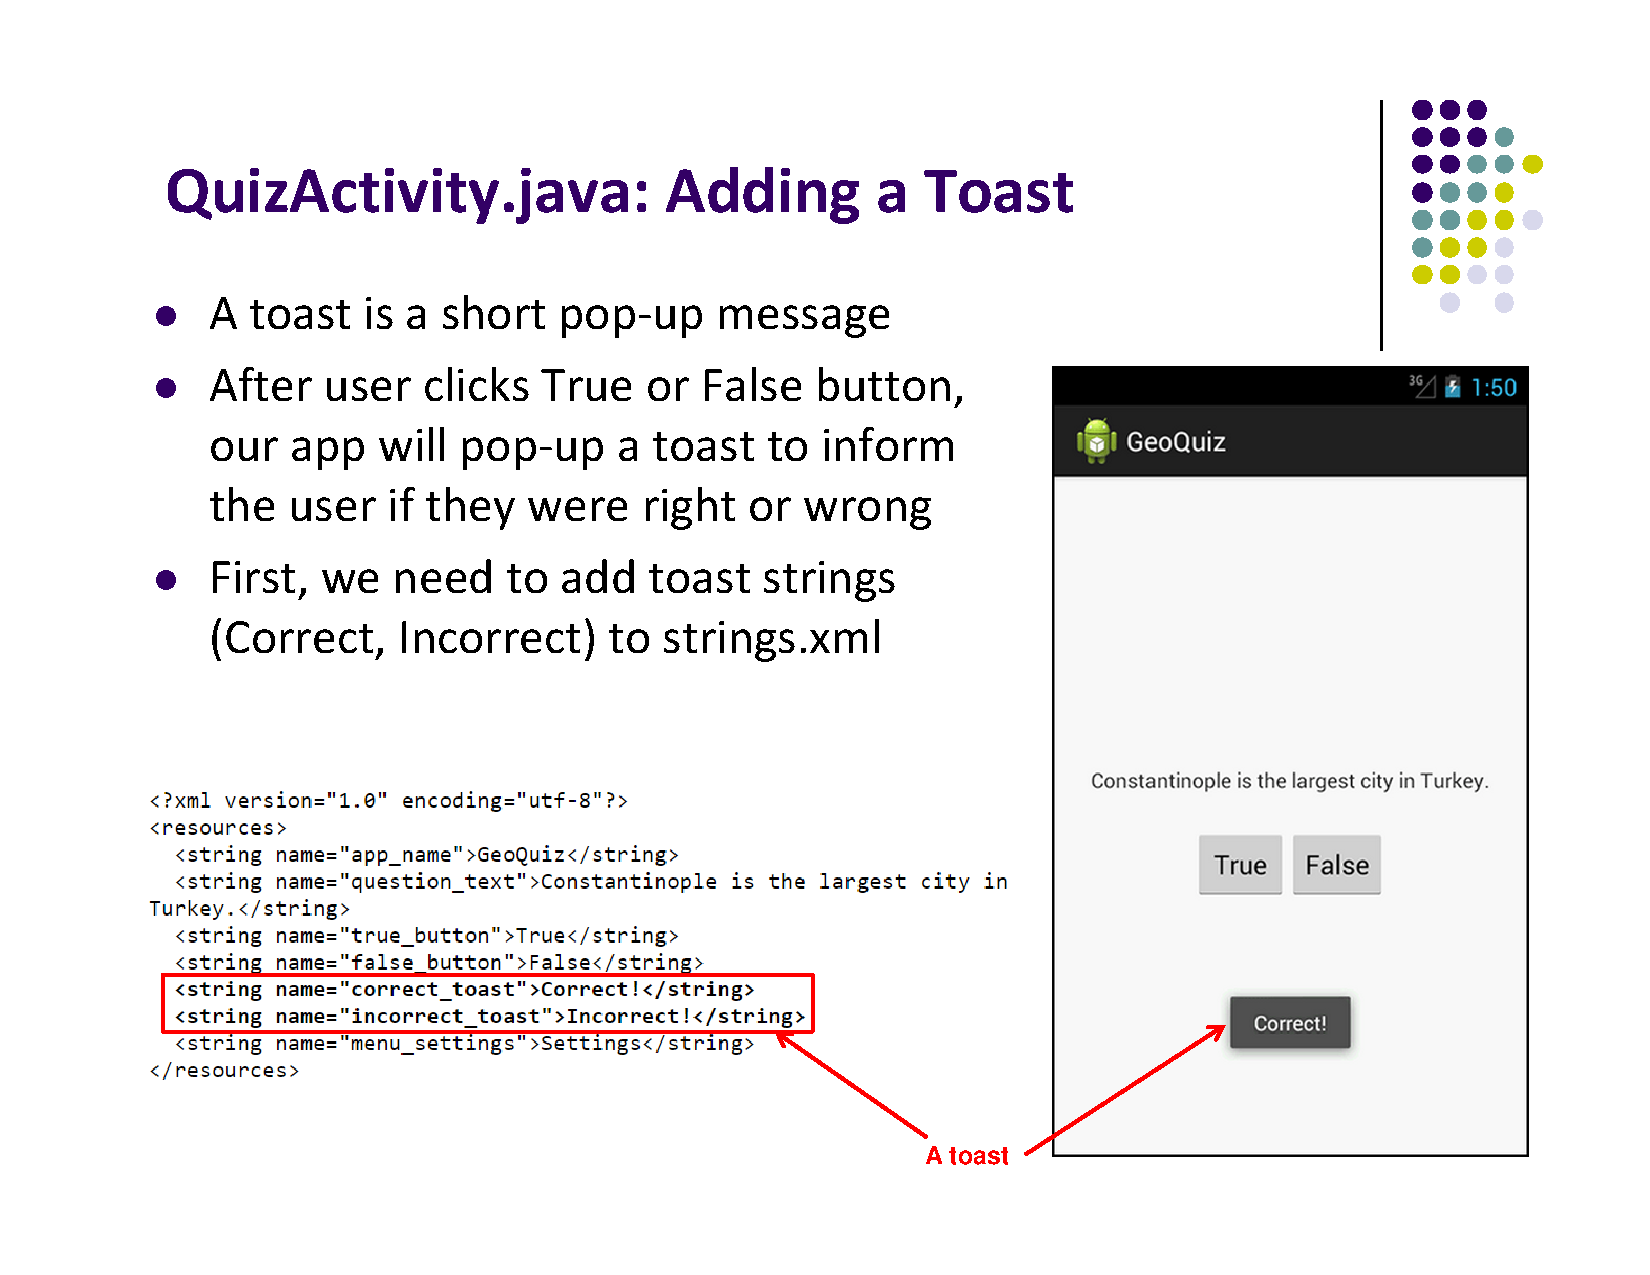 QuizActivity.java: Adding a Toast
A toast is a short pop-up message
After user clicks True or False button,
our app will pop-up a toast to inform
the user if they were right or wrong
First, we need to add toast strings
(Correct, Incorrect) to strings.xml
<?xml version="1.0" encoding="utf-8"?>
<resources>
<string name="app_name">GeoQuiz</string>
<string name="question_text">Constantinople is the largest city in
Turkey.</string>
<string name="true_button">True</string>
<string name="false_button">False</string>
<string name="correct_toast">Correct!</string>
<string name="incorrect_toast">Incorrect!</string>
<string name="menu_settings">Settings</string>
</resources>
A toast
3G 1:50
GeoQuiz
Constantinople is the largest city in Turkey.
True False
Correct!